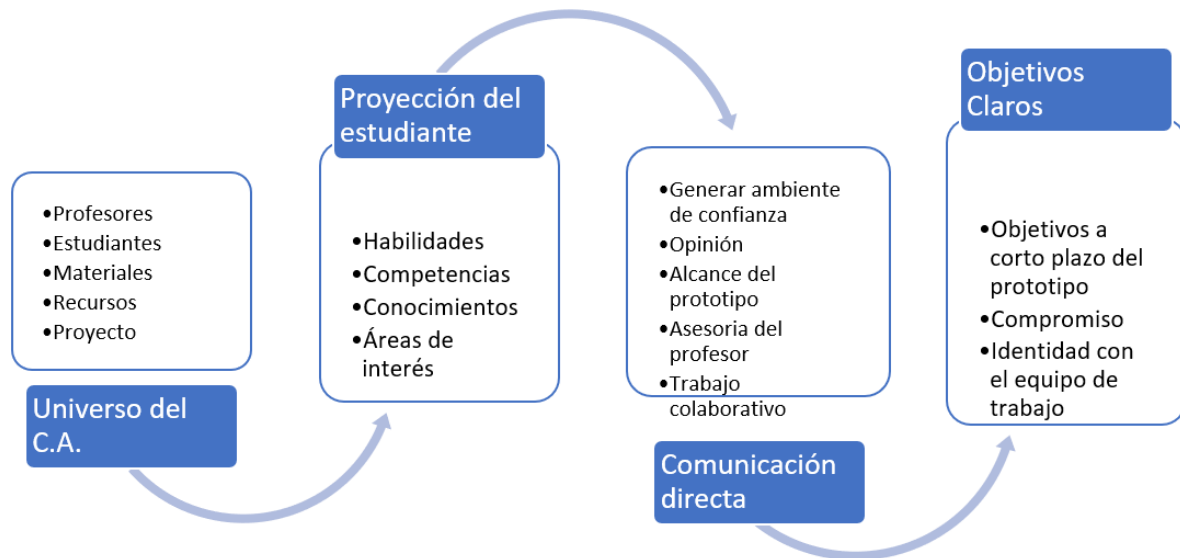 •Profesores
•Estudiantes
•Materiales
•Recursos
•Proyecto
Universo del
C.A.
Proyección del
estudiante
•Habilidades
•Competencias
•Conocimientos
•Áreas de
interés
•Generar ambiente
de confianza
•Opinión
•Alcance del
prototipo
•Asesoria del
profesor
•Trabajo
colaborativo
Comunicación
directa
Objetivos
Claros
•Objetivos a
corto plazo del
prototipo
•Compromiso
•Identidad con
el equipo de
trabajo